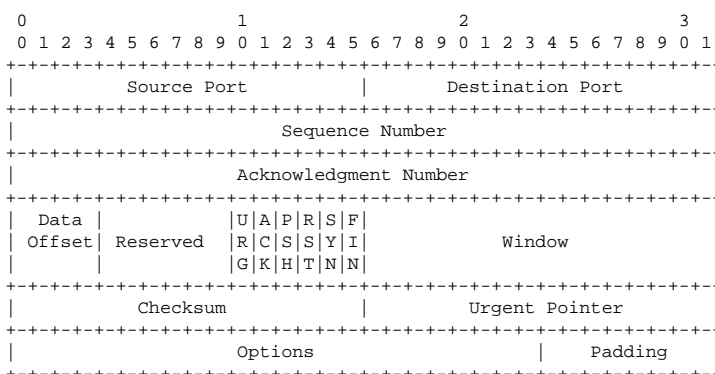 0                   1                   2                   3
0 1 2 3 4 5 6 7 8 9 0 1 2 3 4 5 6 7 8 9 0 1 2 3 4 5 6 7 8 9 0 1
+-+-+-+-+-+-+-+-+-+-+-+-+-+-+-+-+-+-+-+-+-+-+-+-+-+-+-+-+-+-+-+-
|          Source Port          |       Destination Port
+-+-+-+-+-+-+-+-+-+-+-+-+-+-+-+-+-+-+-+-+-+-+-+-+-+-+-+-+-+-+-+-
|                        Sequence Number
+-+-+-+-+-+-+-+-+-+-+-+-+-+-+-+-+-+-+-+-+-+-+-+-+-+-+-+-+-+-+-+-
|                    Acknowledgment Number
+-+-+-+-+-+-+-+-+-+-+-+-+-+-+-+-+-+-+-+-+-+-+-+-+-+-+-+-+-+-+-+-
|  Data |           |U|A|P|R|S|F|
| Offset| Reserved  |R|C|S|S|Y|I|            Window
|       |           |G|K|H|T|N|N|
+-+-+-+-+-+-+-+-+-+-+-+-+-+-+-+-+-+-+-+-+-+-+-+-+-+-+-+-+-+-+-+-
|           Checksum            |         Urgent Pointer
+-+-+-+-+-+-+-+-+-+-+-+-+-+-+-+-+-+-+-+-+-+-+-+-+-+-+-+-+-+-+-+-
|                    Options                    |    Padding
+-+-+-+-+-+-+-+-+-+-+-+-+-+-+-+-+-+-+-+-+-+-+-+-+-+-+-+-+-+-+-+-